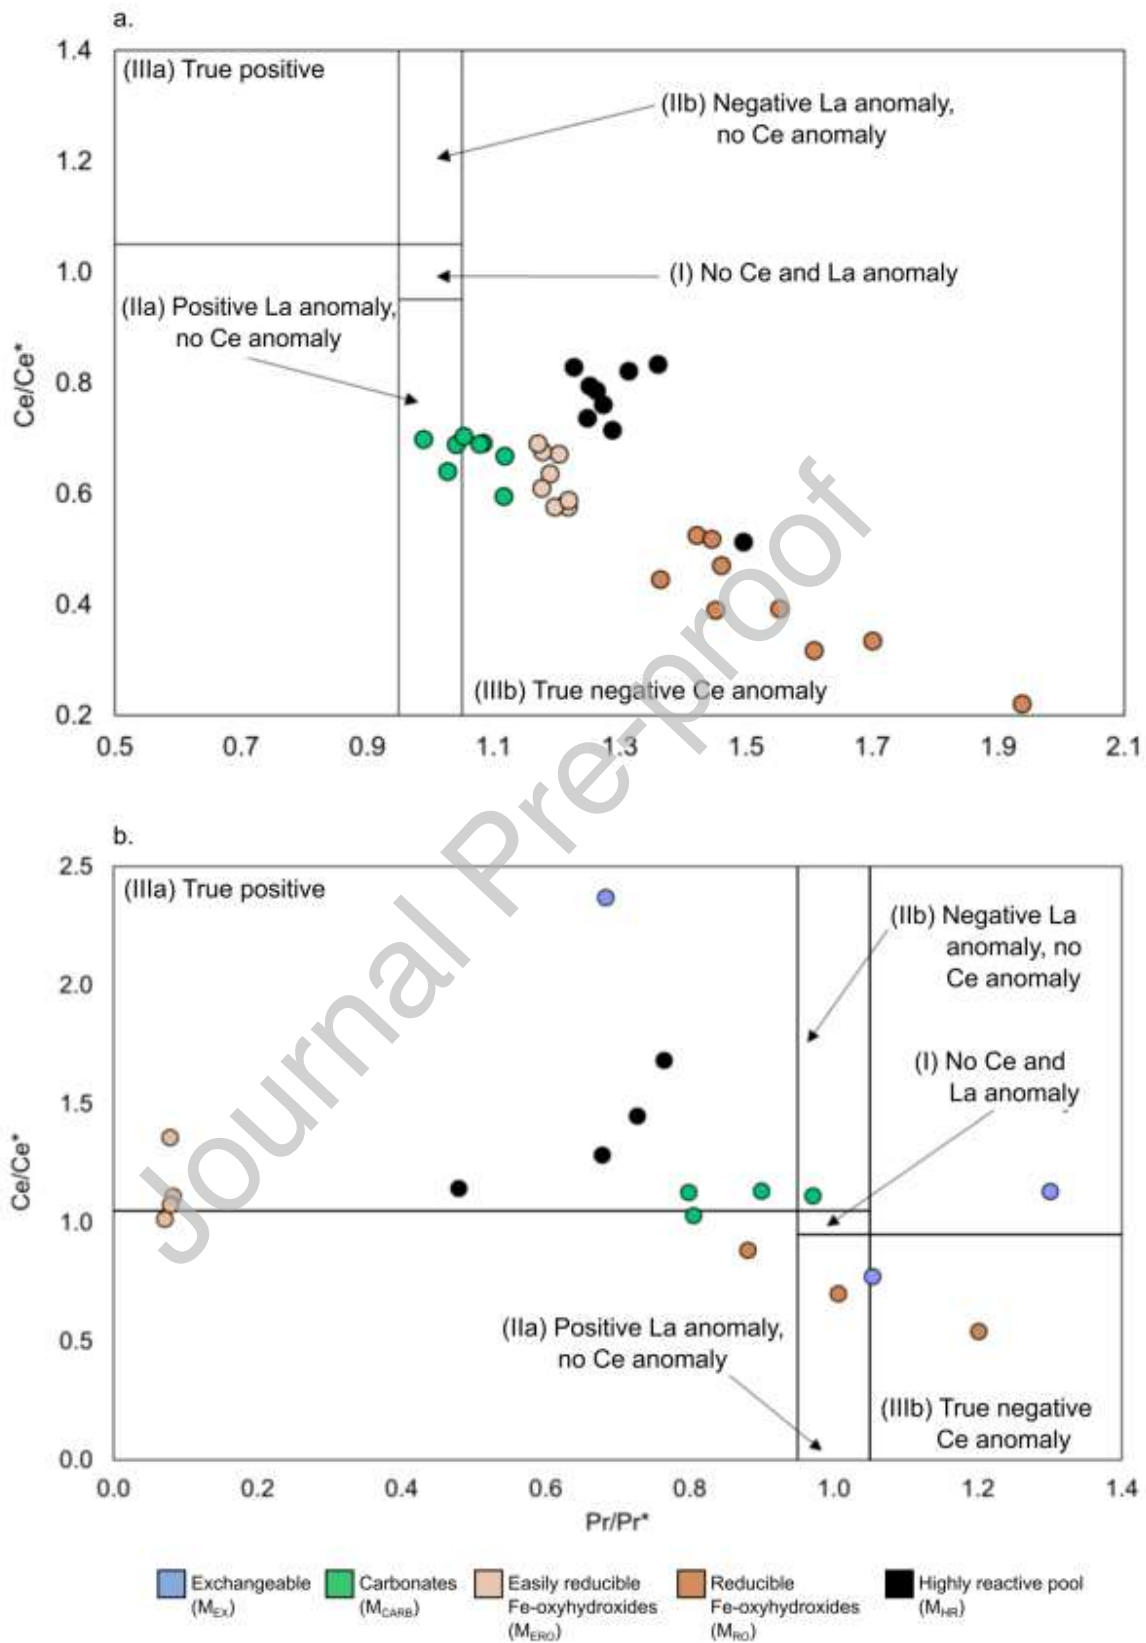 a.
1.4
(IIIa) True positive
(IIb) Negative La anomaly,
no Ce anomaly
1.2
1.0
(I) No Ce and La anomaly
(IIa) Positive La anomaly,
no Ce anomaly
Ce/Ce*
0.8
0.6
0.4
(IIIb) True negative Ce anomaly
0.2
0.5 0.7 0.9 1.1 1.3 1.5 1.7 1.9 2.1
Journal Pre-proof
b.
2.5
(IIIa) True positive
(IIb) Negative La
anomaly, no
Ce anomaly
2.0
(I) No Ce and
La anomaly
1.5
Ce/Ce*
1.0
(IIa) Positive La anomaly,
no Ce anomaly
0.5
(IIIb) True negative
Ce anomaly
0.0
0.0 0.2 0.4 0.6 0.8 1.0 1.2 1.4
Pr/Pr*
Exchangeable
(MEX)
Carbonates
(MCARB)
Easily reducible
Fe-oxyhydroxides
(MERO)
Reducible
Fe-oxyhydroxides
(MRO)
Highly reactive pool
(MHR)